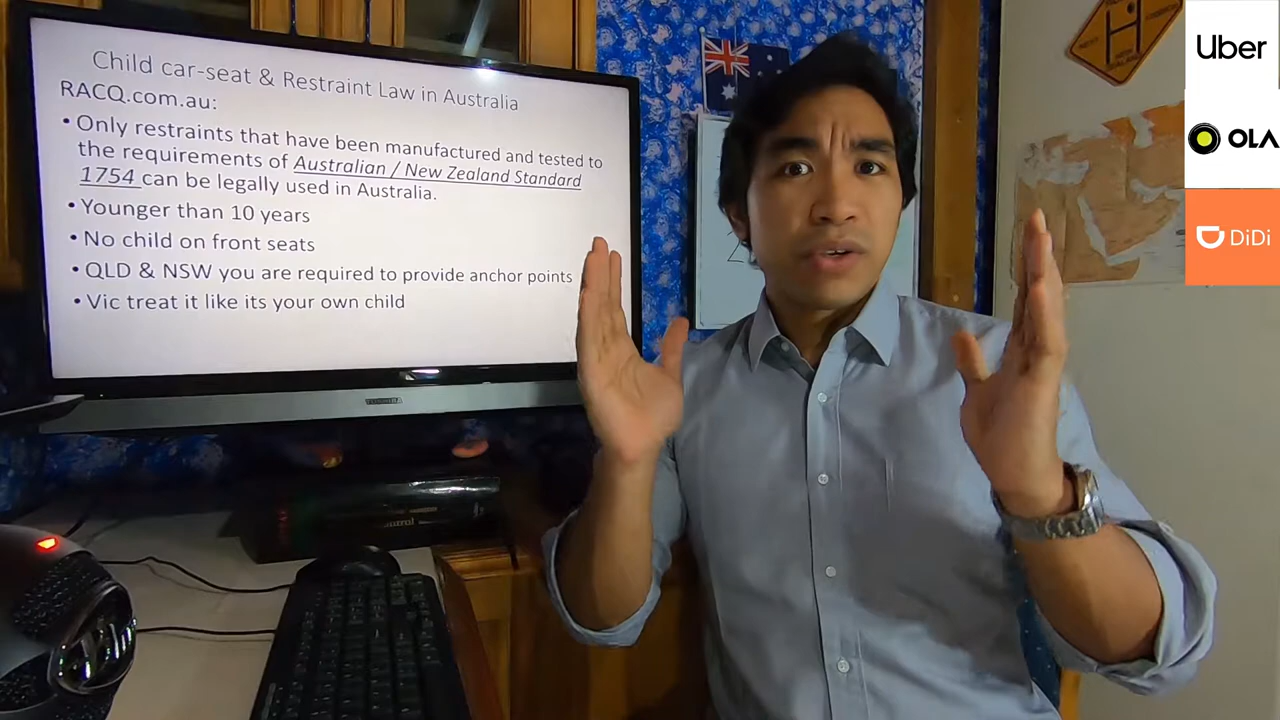 Child car-seat & Restraint Law in Australia
RACQ.com.au:
• Only restraints that have been manufactured and tested to
the requirements of Australian / New Zealand Standard
1754 can be legally used in Australia.
• Younger than 10 years
• No child on front seats
• QLD & NSW you are required to provide anchor points
• Vic treat it like its your own child
TOSHIBA
Uber
OLA
DiDi